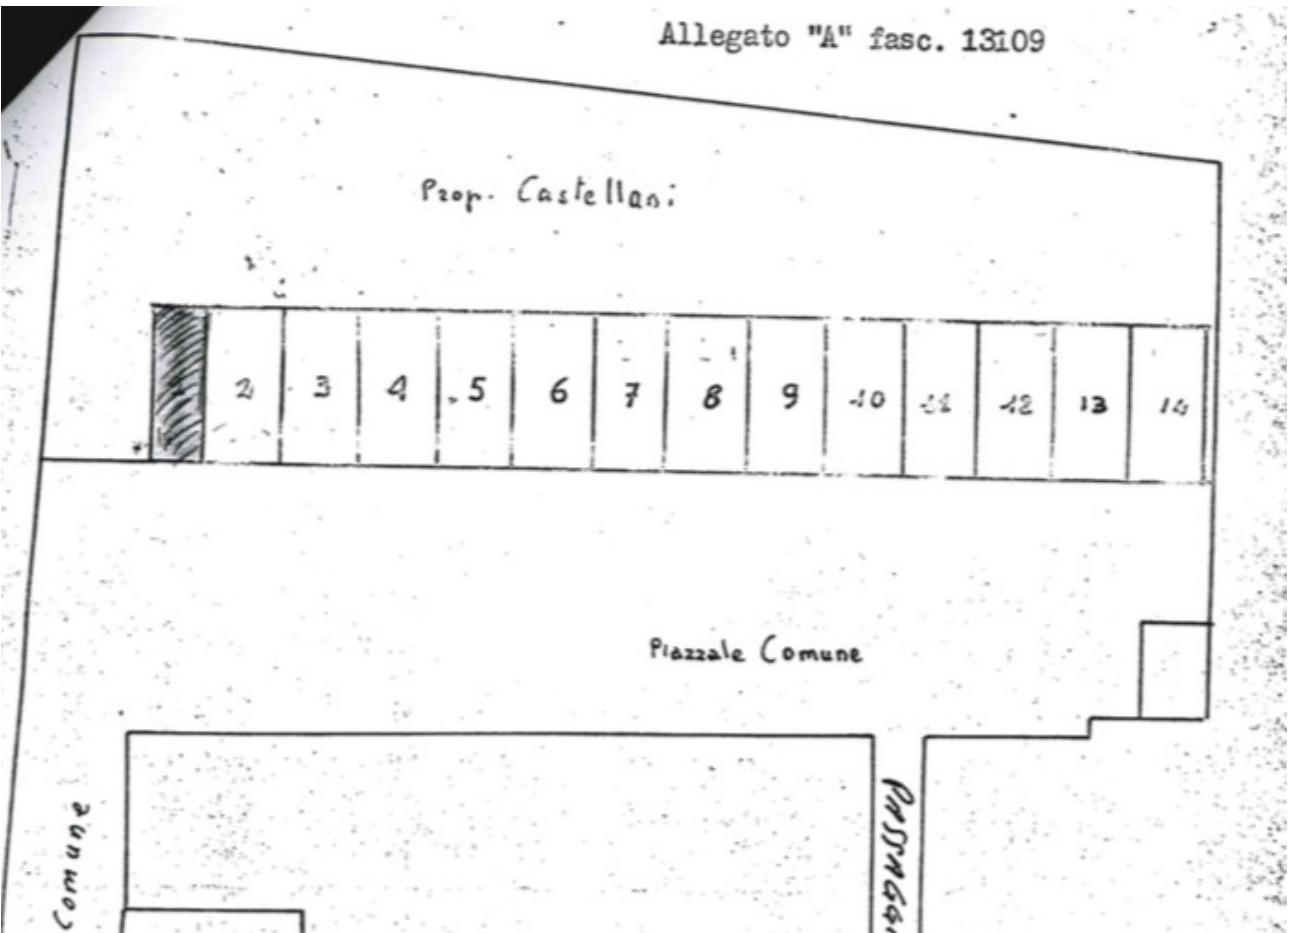 Allegato "A" fasc. 13109
Prop. Castellani
2 3 4 5 6 7 8 9 10 11 12 13 14
Piazzale Comune
Comune